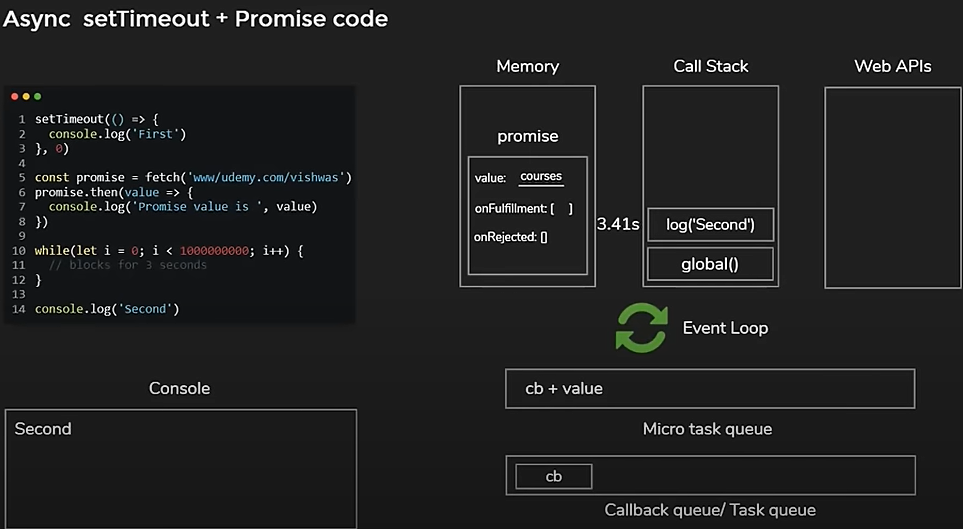 Async setTimeout + Promise code
Memory
Call Stack
Web APIs
1 setTimeout(() => {
2 console.log('First')
3 }, 0)
4
5 const promise = fetch('www/udemy.com/vishwas')
6 promise.then(value => {
7 console.log('Promise value is ', value)
8 })
9
10 while(let i = 0; i < 1000000000; i++) {
11 // blocks for 3 seconds
12 }
13
14 console.log('Second')
promise
value: courses
onFulfillment: [ ]
onRejected: []
3.41s
log('Second')
global()
Event Loop
Console
Second
cb + value
Micro task queue
cb
Callback queue/ Task queue